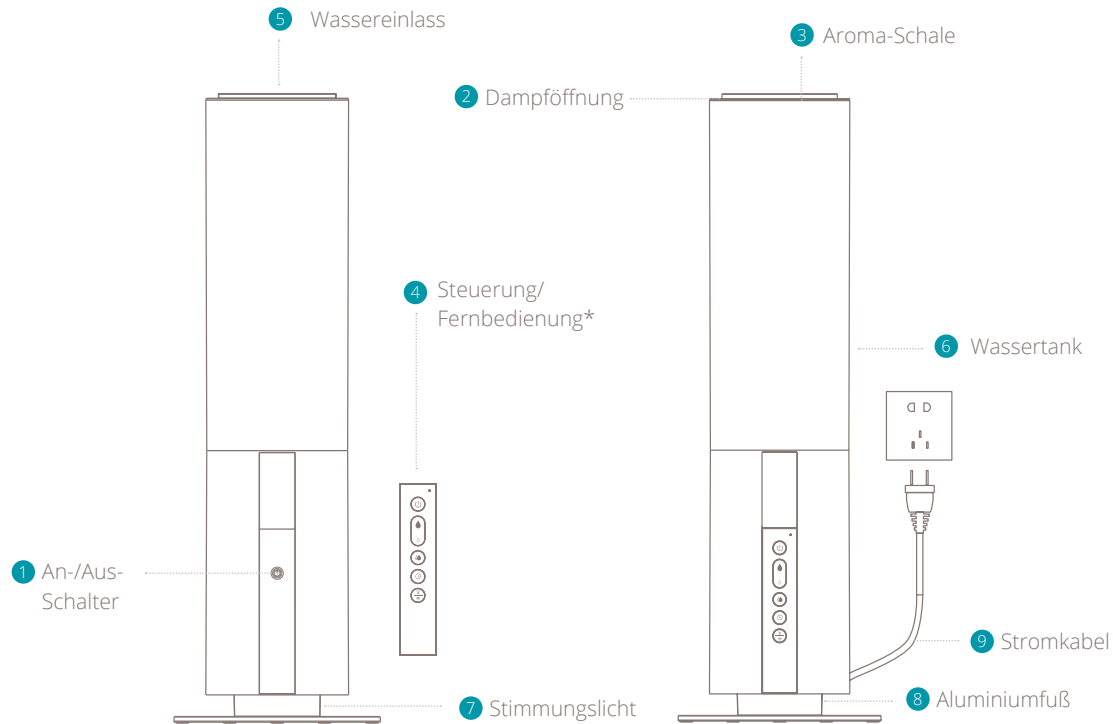 5 Wassereinlass
3 Aroma-Schale
2 Dampföffnung
4 Steuerung/
Fernbedienung*
6 Wassertank
1 An-/Aus-
Schalter
9 Stromkabel
7 Stimmungslicht
8 Aluminiumfuß